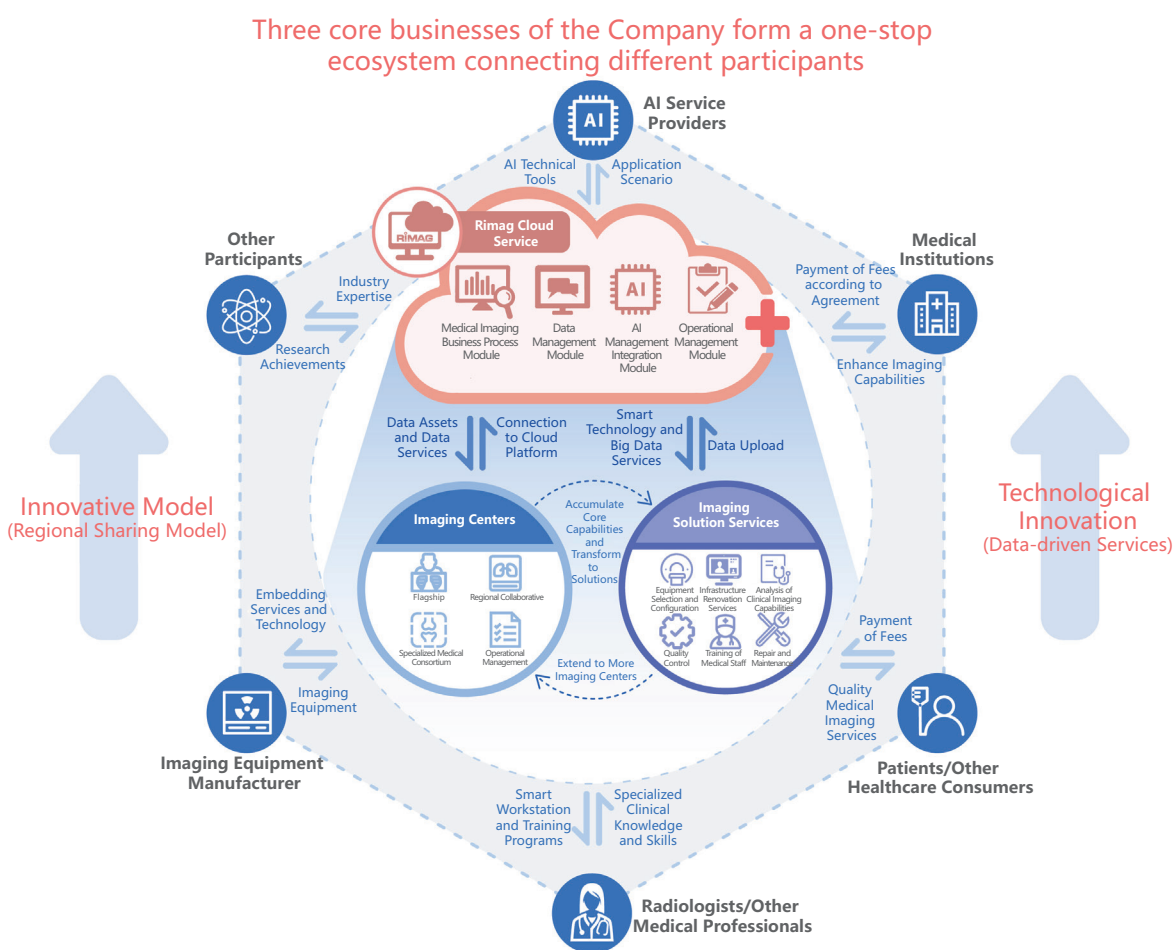 Three core businesses of the Company form a one-stop
ecosystem connecting different participants
AI
AI Service
Providers
AI Technical
Tools
Application
Scenario
RIMAG
Rimag Cloud
Service
Other
Participants
Medical
Institutions
Industry
Expertise
Research
Achievements
Payment of Fees
according to
Agreement
Enhance Imaging
Capabilities
Medical Imaging
Business Process
Module
Data
Management
Module
AI
AI
Management
Integration
Module
Operational
Management
Module
Data Assets
and Data
Services
Connection
to Cloud
Platform
Smart
Technology and
Big Data
Services
Data Upload
Innovative Model
(Regional Sharing Model)
Technological
Innovation
(Data-driven Services)
Imaging Centers
Flagship
Regional Collaborative
Specialized Medical
Consortium
Operational
Management
Accumulate
Core
Capabilities
and
Transform
to
Solutions
Imaging
Solution Services
Equipment
Selection and
Configuration
Infrastructure
Renovation
Services
Analysis of
Clinical Imaging
Capabilities
Quality
Control
Training of
Medical Staff
Repair and
Maintenance
Extend to More
Imaging Centers
Embedding
Services and
Technology
Imaging
Equipment
Payment
of Fees
Quality
Medical
Imaging
Services
Imaging Equipment
Manufacturer
Patients/Other
Healthcare Consumers
Smart
Workstation
and Training
Programs
Specialized
Clinical
Knowledge
and Skills
Radiologists/Other
Medical Professionals